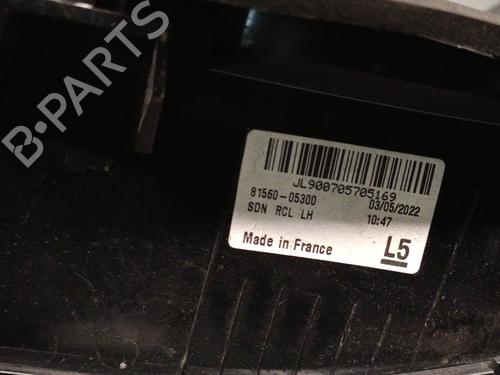 B-PARTS
JL900705705169
81560-05300 03/05/2022
SDN RCL LH 10:47
Made in France L5